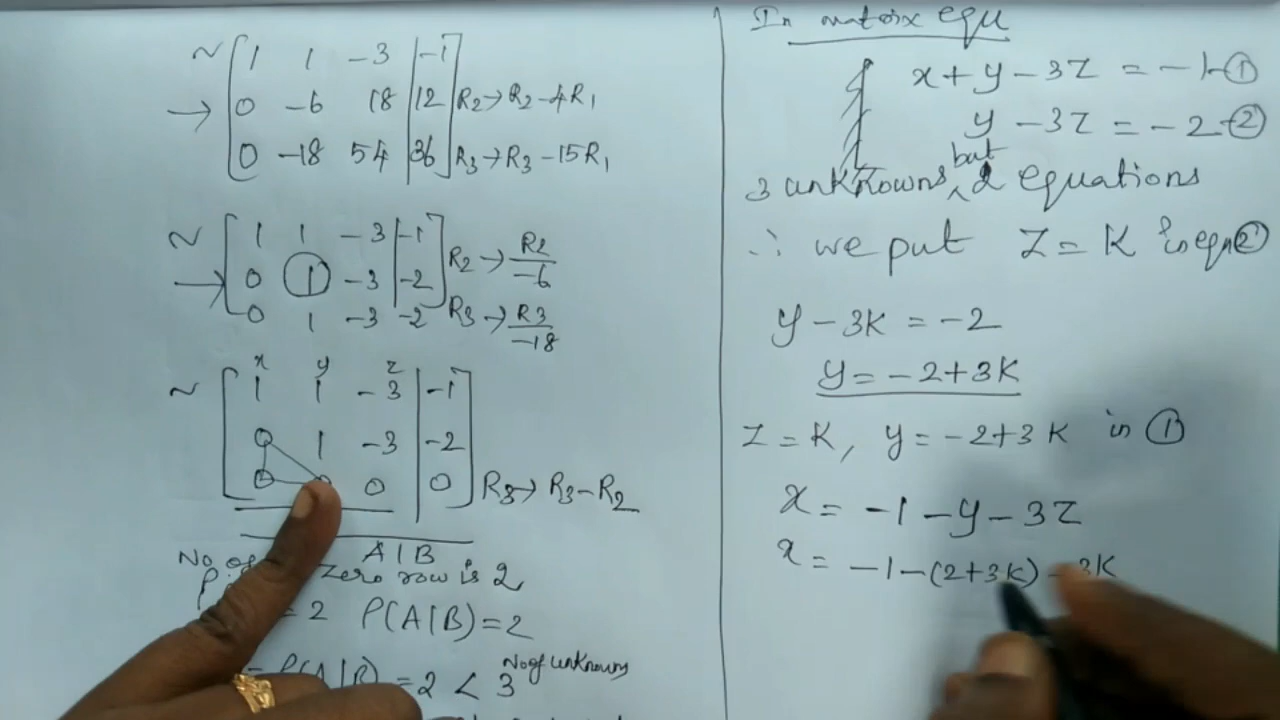 ~ [ 1 1 -3 | -1 ]
→ [ 0 -6 18 | 12 ] R2→R2-4R1
[ 0 -18 54 | 36 ] R3→R3-15R1
~ [ 1 1 -3 | -1 ]
→ [ 0 1 -3 | -2 ] R2→R2/-6
0 1 -3 -2 R3→R3/-18
x y z
~ [ 1 1 -3 | -1 ]
[ 0 1 -3 | -2 ]
[ 0 0 0 | 0 ] R3→R3-R2
A|B
No of zero row is 2
= 2 P(A|B)=2
= P(A|B) = 2 < 3 No of unknowns
In matrix equ
x+y-3z = -1-①
y-3z = -2-②
3 unknowns, but 2 equations
∴ we put z=K in equ②
y-3K = -2
y = -2+3K
z=K, y=-2+3K in ①
x = -1-y-3z
x = -1-(2+3K)-3K